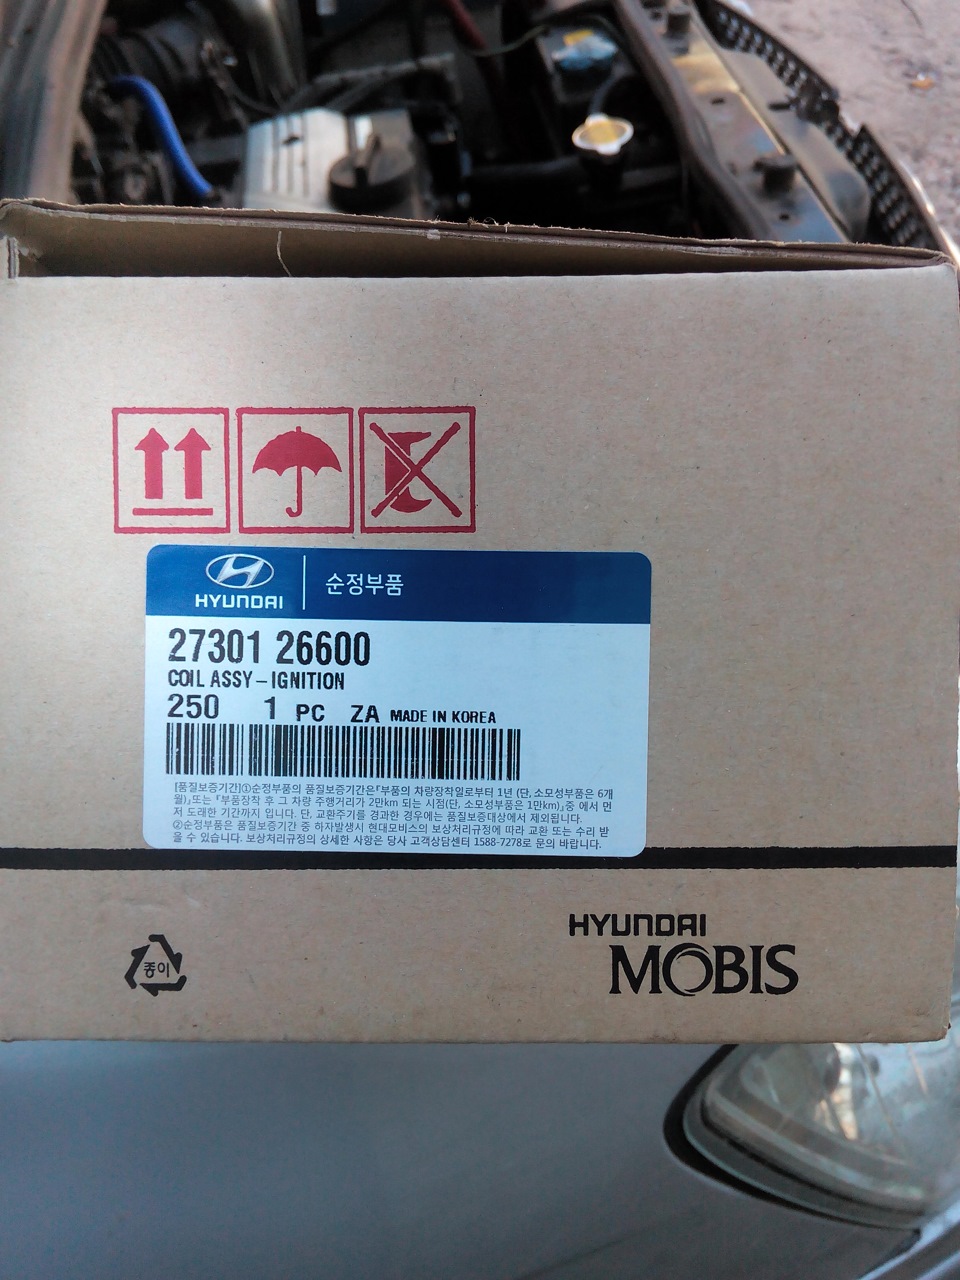 HYUNDAI 순정부품
27301 26600
COIL ASSY-IGNITION
250 1 PC ZA MADE IN KOREA
[품질보증기간]①순정부품의 품질보증기간은『부품의 차량장착일로부터 1년 (단, 소모성부품은 6개
월)』또는 『부품장착 후 그 차량 주행거리가 2만km 되는 시점(단, 소모성부품은 1만km)』중 에서 먼
저 도래한 기간까지 입니다. 단, 교환주기를 경과한 경우에는 품질보증대상에서 제외됩니다.
②순정부품은 품질보증기간 중 하자발생시 현대모비스의 보상처리규정에 따라 교환 또는 수리 받
을 수 있습니다. 보상처리규정의 상세한 사항은 당사 고객상담센터 1588-7278로 문의 바랍니다.
종이
HYUNDAI
MOBIS